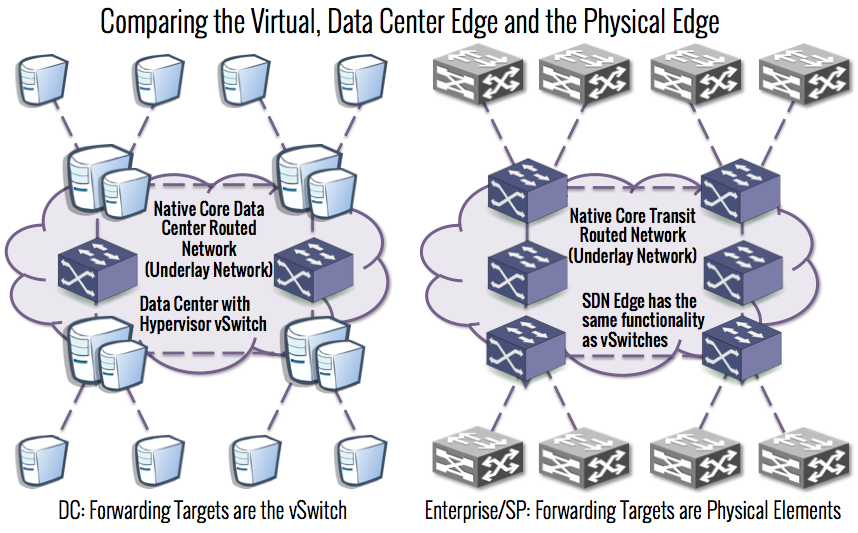 Comparing the Virtual, Data Center Edge and the Physical Edge
Native Core Data
Center Routed
Network
(Underlay Network)
Data Center with
Hypervisor vSwitch
DC: Forwarding Targets are the vSwitch
Native Core Transit
Routed Network
(Underlay Network)
SDN Edge has the
same functionality
as vSwitches
Enterprise/SP: Forwarding Targets are Physical Elements